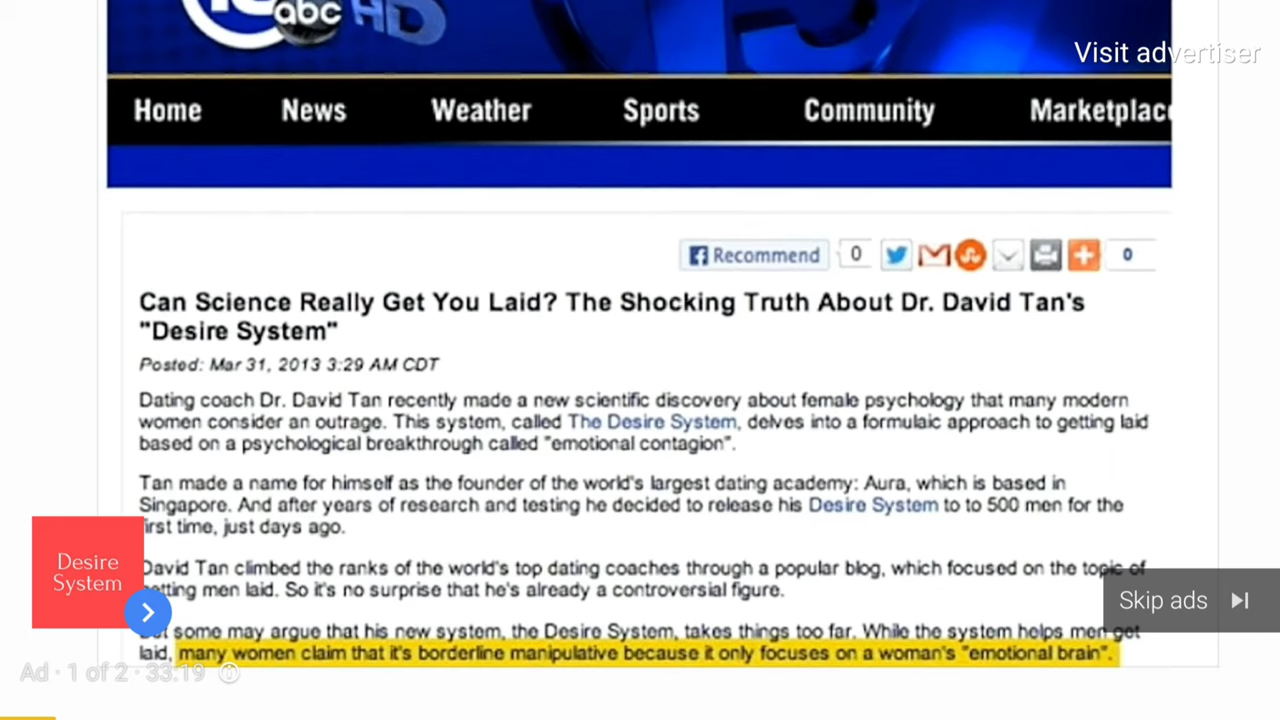 abc HD
Visit advertiser
Home News Weather Sports Community
Recommend 0 0
Can Science Really Get You Laid? The Shocking Truth About Dr. David Tan's
"Desire System"
Posted: Mar 31, 2013 3:29 AM CDT
Dating coach Dr. David Tan recently made a new scientific discovery about female psychology that many modern
women consider an outrage. This system, called The Desire System, delves into a formulaic approach to getting laid
based on a psychological breakthrough called "emotional contagion".
Tan made a name for himself as the founder of the world's largest dating academy: Aura, which is based in
Singapore. And after years of research and testing he decided to release his Desire System to to 500 men for the
first time, just days ago.
David Tan climbed the ranks of the world's top dating coaches through a popular blog, which focused on the topic of
getting men laid. So it's no surprise that he's already a controversial figure.
But some may argue that his new system, the Desire System, takes things too far. While the system helps men get
laid, many women claim that it's borderline manipulative because it only focuses on a woman's "emotional brain".
Desire
System
Skip ads
Ad · 1 of 2 · 33:19